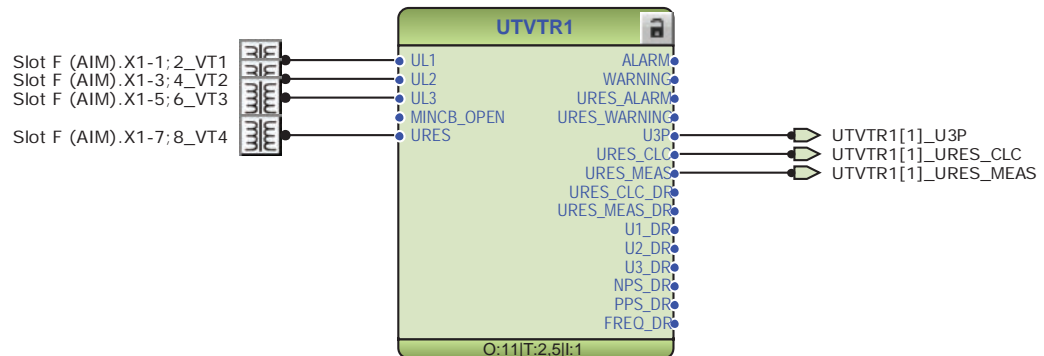 UTVTR1
Slot F (AIM).X1-1;2_VT1
Slot F (AIM).X1-3;4_VT2
Slot F (AIM).X1-5;6_VT3
Slot F (AIM).X1-7;8_VT4
UL1
UL2
UL3
MINCB_OPEN
URES
ALARM
WARNING
URES_ALARM
URES_WARNING
U3P
URES_CLC
URES_MEAS
URES_CLC_DR
URES_MEAS_DR
U1_DR
U2_DR
U3_DR
NPS_DR
PPS_DR
FREQ_DR
UTVTR1[1]_U3P
UTVTR1[1]_URES_CLC
UTVTR1[1]_URES_MEAS
O:11|T:2,5|I:1